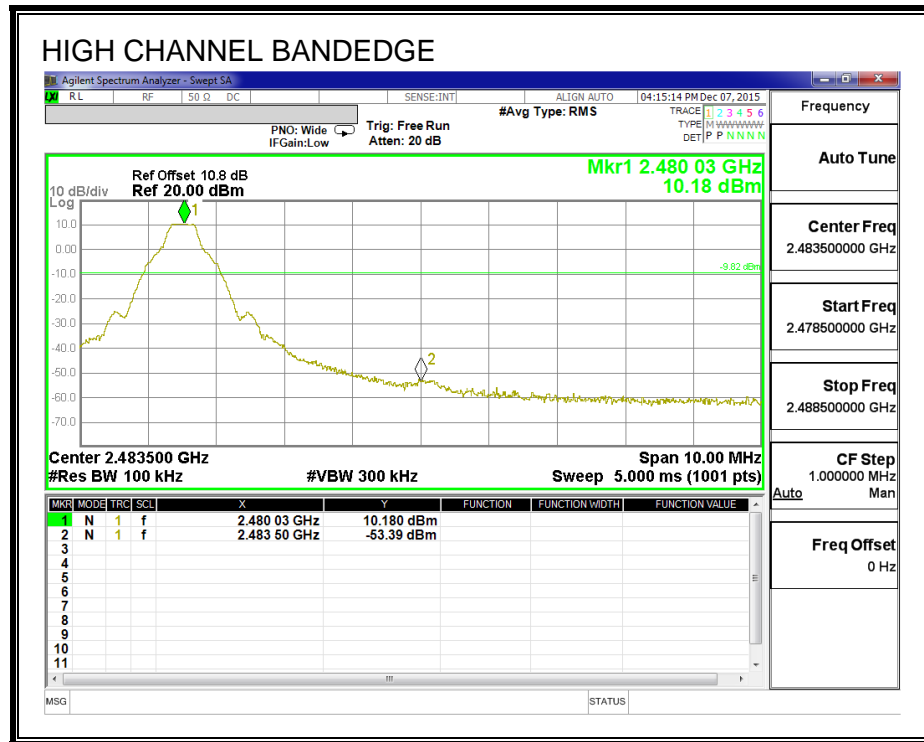 HIGH CHANNEL BANDEDGE
Agilent Spectrum Analyzer - Swept SA
LXI RL RF 50 Ω DC SENSE:INT ALIGN AUTO 04:15:14 PM Dec 07, 2015
PNO: Wide
IFGain:Low
Trig: Free Run
Atten: 20 dB
#Avg Type: RMS
TRACE 1 2 3 4 5 6
TYPE M WWWWW
DET P P N N N N
Mkr1 2.480 03 GHz
10.18 dBm
Ref Offset 10.8 dB
10 dB/div Ref 20.00 dBm
Log
1
10.0
0.00
-10.0
-9.82 dBm
-20.0
-30.0
-40.0
2
-50.0
-60.0
-70.0
Center 2.483500 GHz Span 10.00 MHz
#Res BW 100 kHz #VBW 300 kHz Sweep 5.000 ms (1001 pts)
MKR MODE TRC SCL X Y FUNCTION FUNCTION WIDTH FUNCTION VALUE
1 N 1 f 2.480 03 GHz 10.180 dBm
2 N 1 f 2.483 50 GHz -53.39 dBm
3
4
5
6
7
8
9
10
11
MSG STATUS
Frequency
Auto Tune
Center Freq
2.483500000 GHz
Start Freq
2.478500000 GHz
Stop Freq
2.488500000 GHz
CF Step
1.000000 MHz
Auto Man
Freq Offset
0 Hz